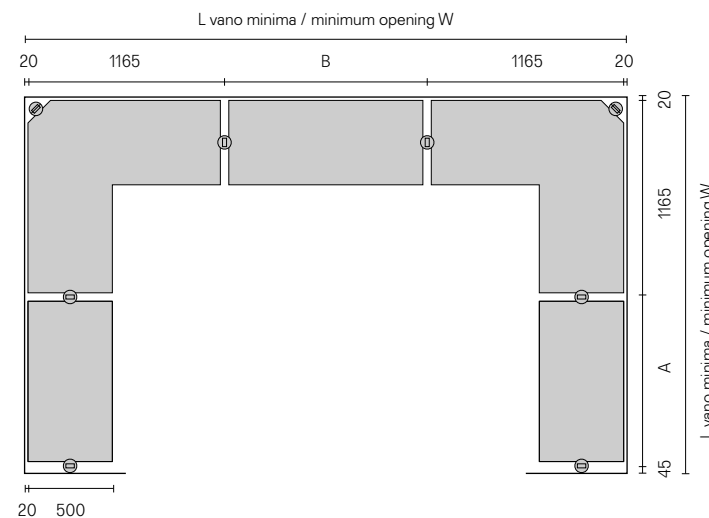 L vano minima / minimum opening W
20 1165 B 1165 20
20
1165
A
45
L vano minima / minimum opening W
20 500